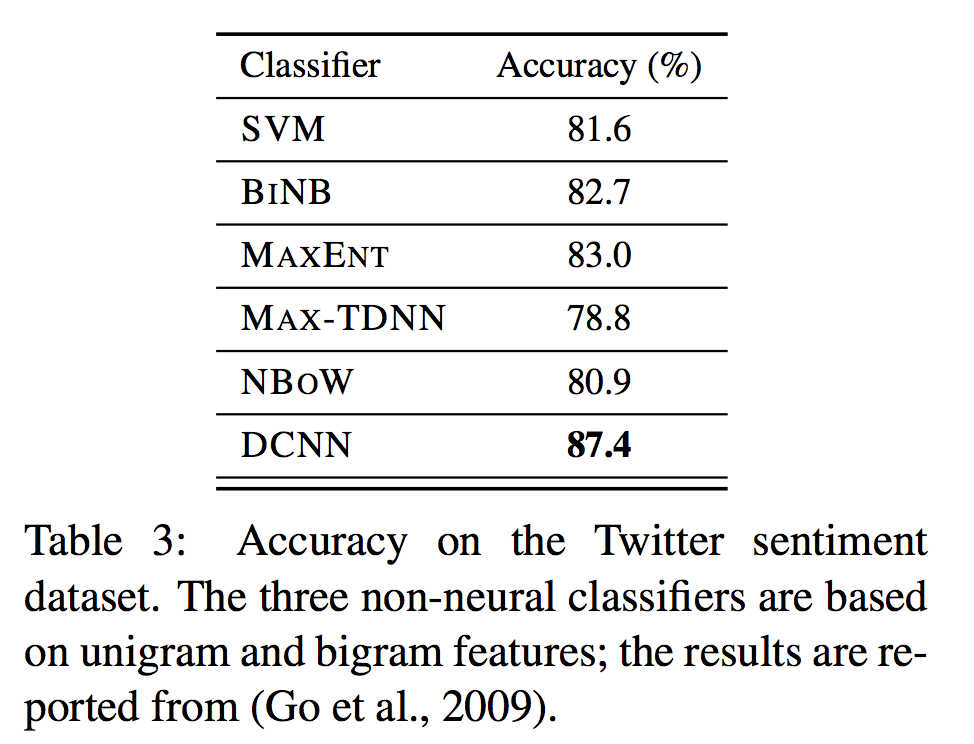 Classifier Accuracy (%)
SVM 81.6
BINB 82.7
MAXENT 83.0
MAX-TDNN 78.8
NBOW 80.9
DCNN 87.4
Table 3: Accuracy on the Twitter sentiment
dataset. The three non-neural classifiers are based
on unigram and bigram features; the results are re-
ported from (Go et al., 2009).